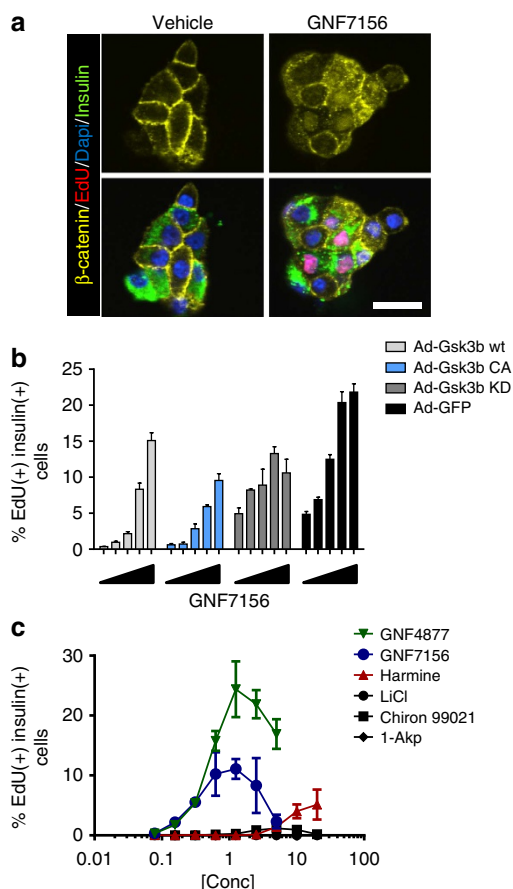 a
Vehicle
GNF7156
β-catenin/EdU/Dapi/Insulin
b
Ad-Gsk3b wt
Ad-Gsk3b CA
Ad-Gsk3b KD
Ad-GFP
% EdU(+) insulin(+)
cells
25
20
15
10
5
0
GNF7156
c
GNF4877
GNF7156
Harmine
LiCl
Chiron 99021
1-Akp
% EdU(+) insulin(+)
cells
30
20
10
0
0.01
0.1
1
10
100
[Conc]